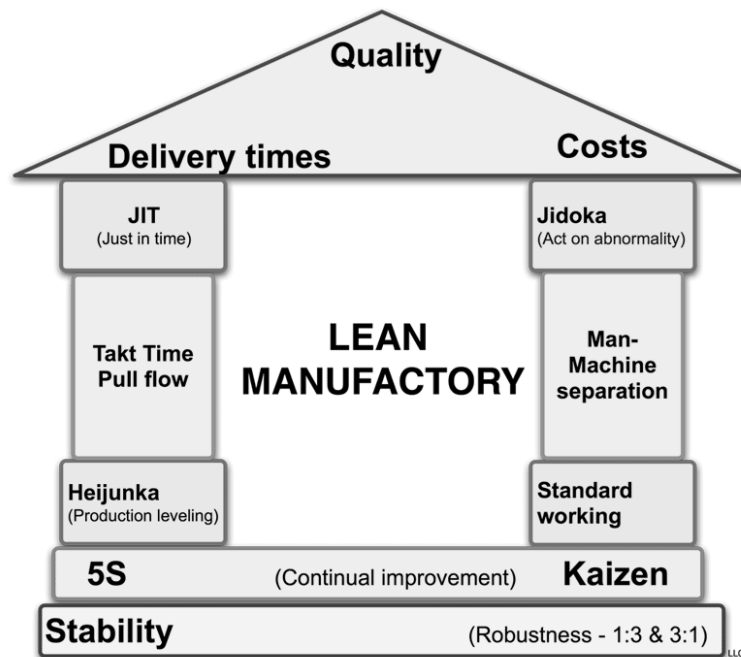 Quality
Delivery times
Costs
JIT
(Just in time)
Jidoka
(Act on abnormality)
Takt Time
Pull flow
LEAN
MANUFACTORY
Man-
Machine
separation
Heijunka
(Production leveling)
Standard
working
5S (Continual improvement) Kaizen
Stability (Robustness - 1:3 & 3:1)